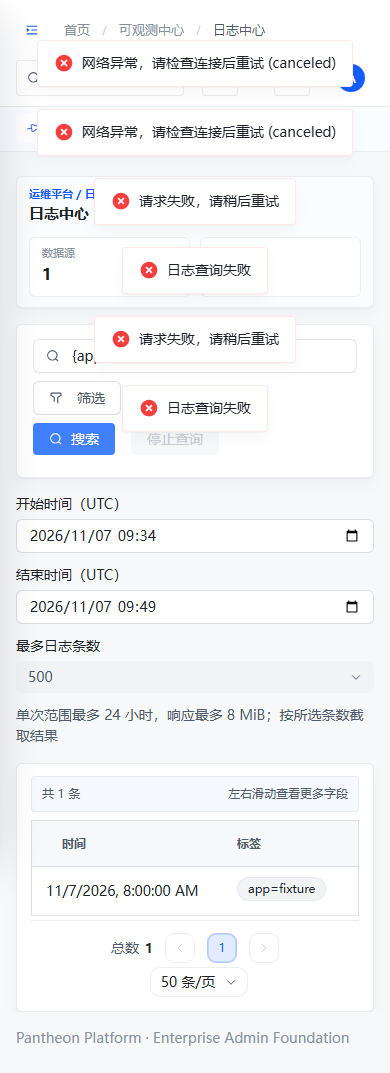 首页 / 可观测中心 / 日志中心
网络异常，请检查连接后重试 (canceled)
网络异常，请检查连接后重试 (canceled)
运维平台 / 日
请求失败，请稍后重试
日志中心
数据源
1
日志查询失败
请求失败，请稍后重试
{ap
筛选
日志查询失败
搜索
停止查询
开始时间（UTC）
2026/11/07 09:34
结束时间（UTC）
2026/11/07 09:49
最多日志条数
500
单次范围最多 24 小时，响应最多 8 MiB；按所选条数截
取结果
共 1 条 左右滑动查看更多字段
时间 标签
11/7/2026, 8:00:00 AM app=fixture
总数 1 1
50 条/页
Pantheon Platform · Enterprise Admin Foundation